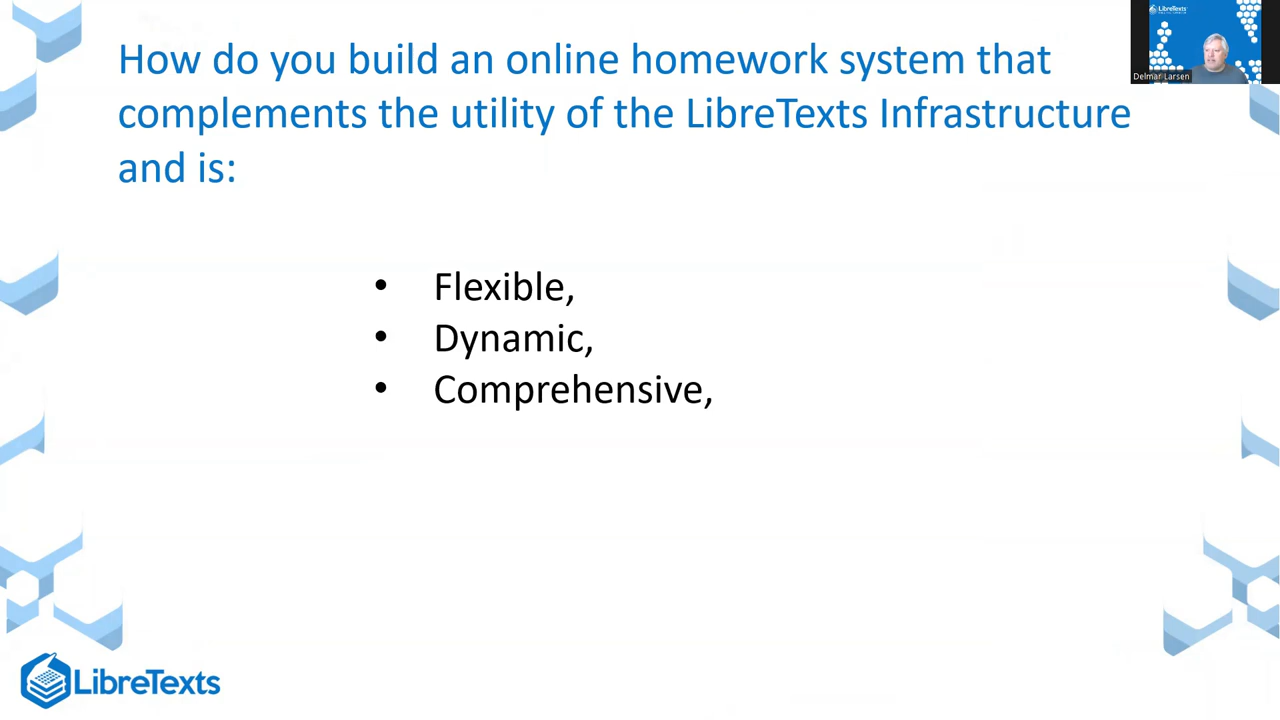 How do you build an online homework system that
complements the utility of the LibreTexts Infrastructure
and is:
• Flexible,
• Dynamic,
• Comprehensive,
LibreTexts
Delmar Larsen
LibreTexts